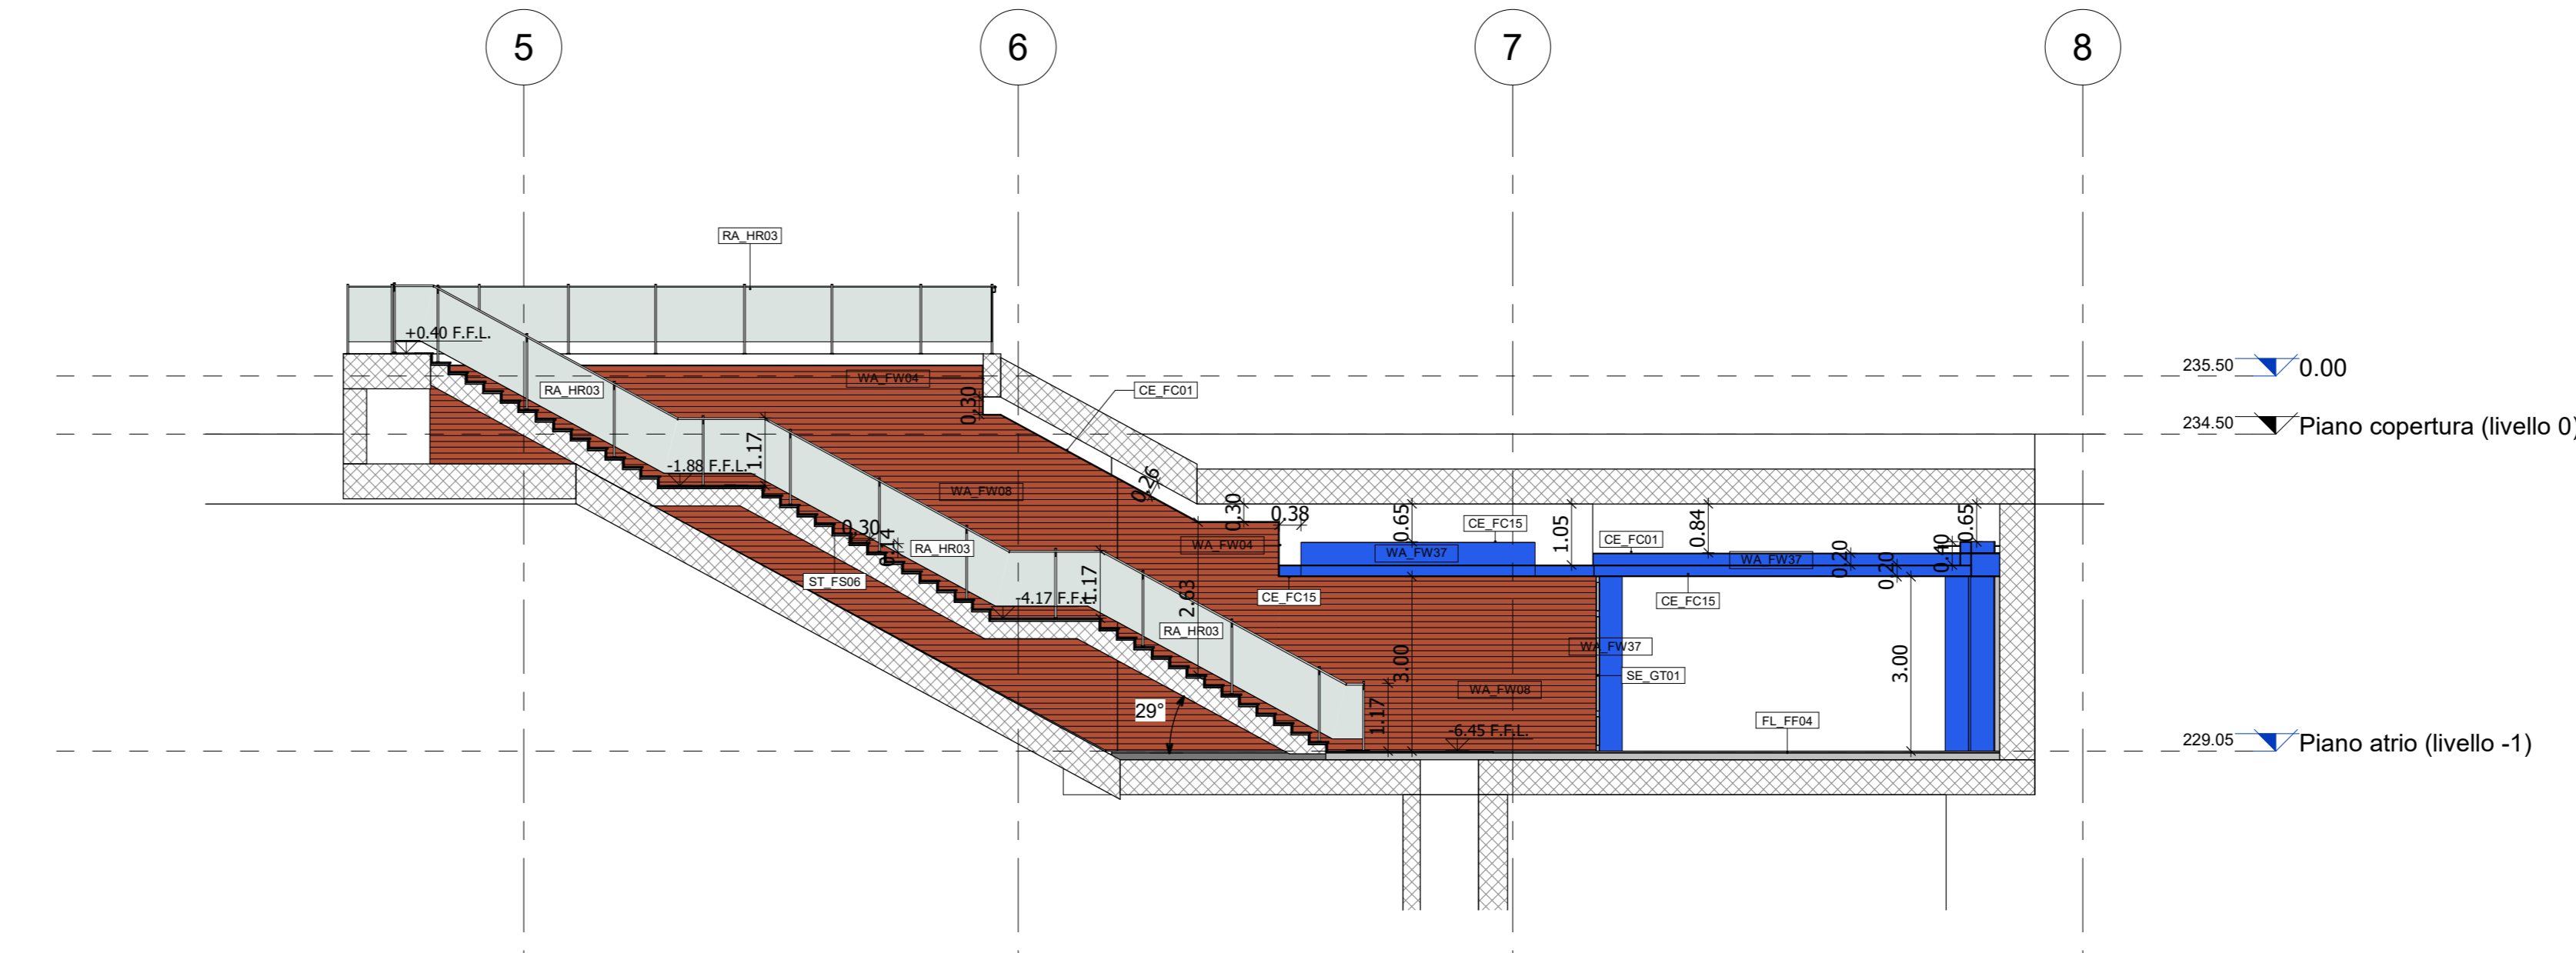 5
6
7
8
RA_HR03
+0.40 F.F.L.
235.50
0.00
WA_FW04
RA_HR03
CE_FC01
0.30
234.50
Piano copertura (livello 0)
1.17
-1.88 F.F.L.
0.26
WA_FW08
0.30
0.38
0.65
CE_FC15
1.05
0.84
0.65
0.30
0.14
RA_HR03
WA_FW04
WA_FW37
CE_FC01
WA_FW37
0.20
0.20
0.40
ST_FS06
1.17
-4.17 F.F.L.
2.63
CE_FC15
CE_FC15
RA_HR03
3.00
WA_FW37
3.00
SE_GT01
29°
1.17
WA_FW08
-6.45 F.F.L.
FL_FF04
229.05
Piano atrio (livello -1)